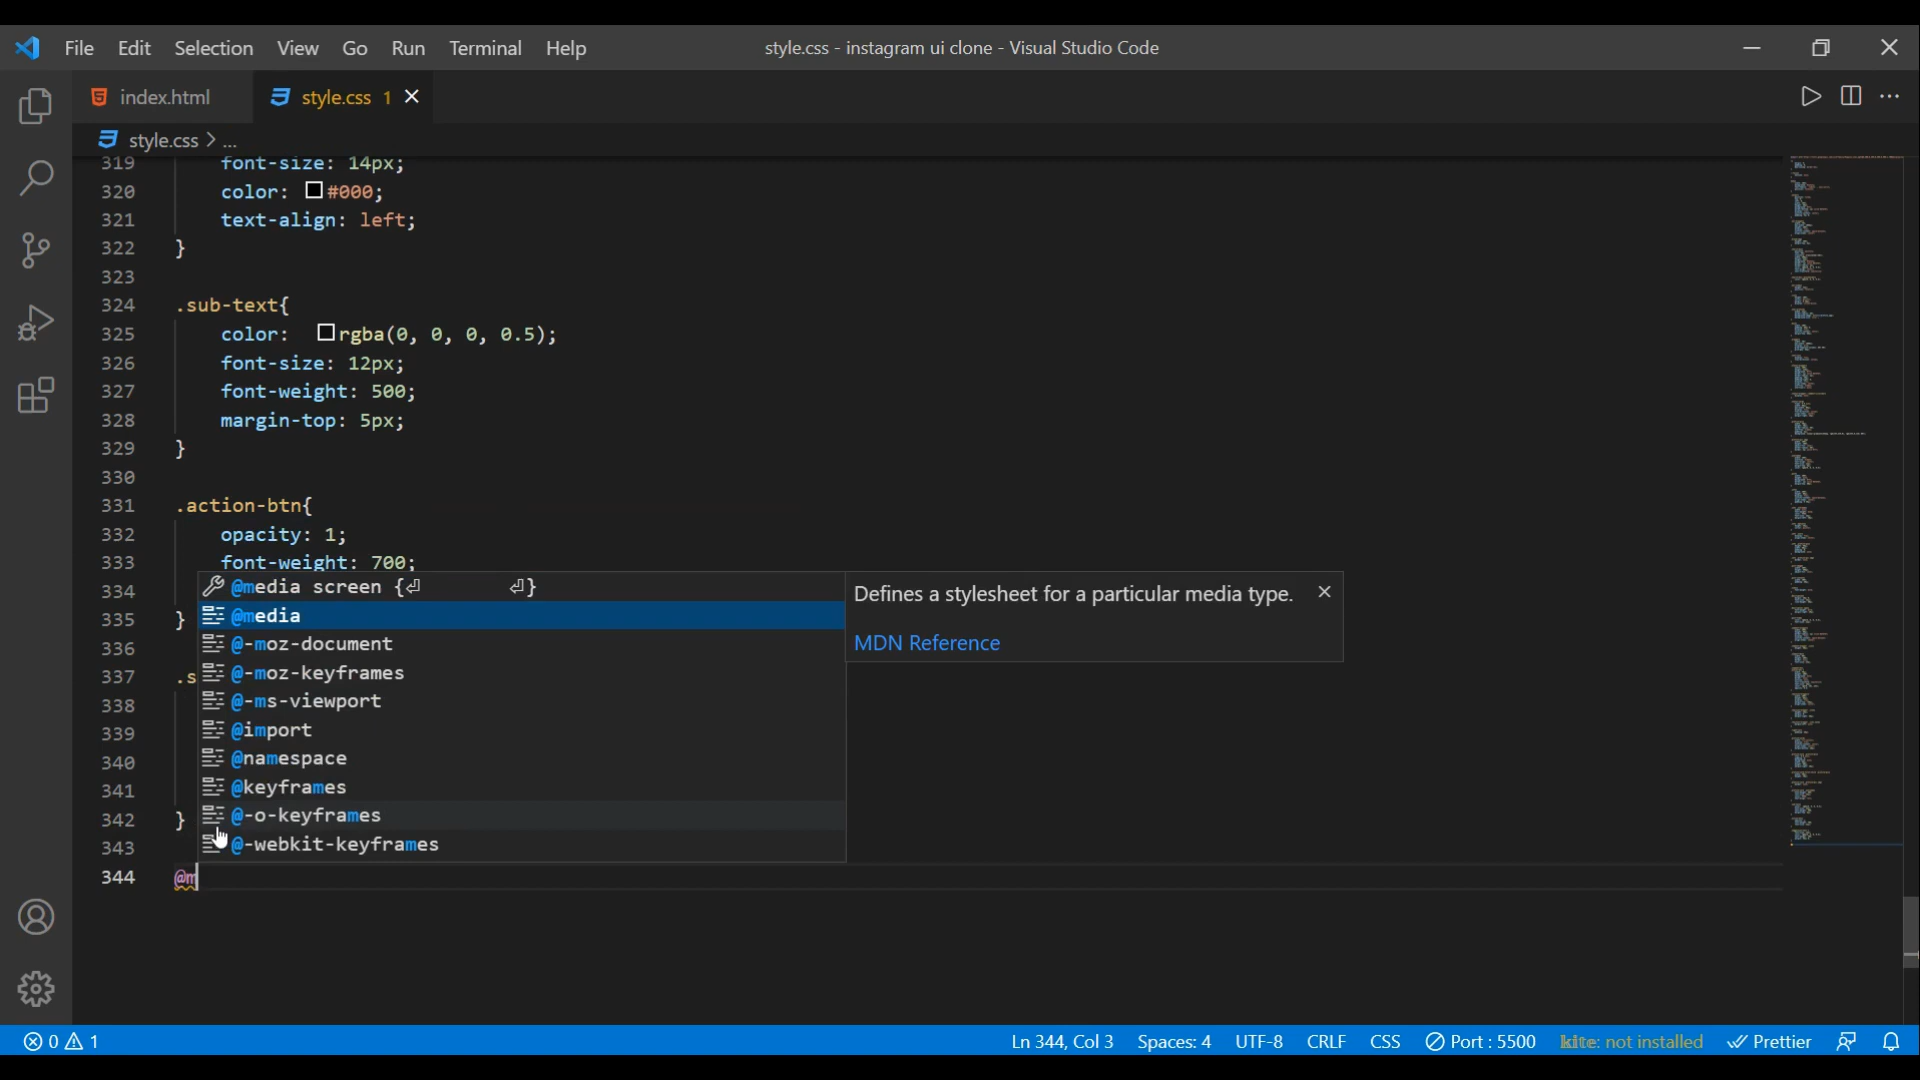 File Edit Selection View Go Run Terminal Help
style.css - instagram ui clone - Visual Studio Code
index.html
style.css 1
style.css > ...
319 font-size: 14px;
320 color: #000;
321 text-align: left;
322 }
323
324 .sub-text{
325 color: rgba(0, 0, 0, 0.5);
326 font-size: 12px;
327 font-weight: 500;
328 margin-top: 5px;
329 }
330
331 .action-btn{
332 opacity: 1;
333 font-weight: 700;
334 @media screen {⏎ ⏎}
335 } @media
336 @-moz-document
337 .s @-moz-keyframes
338 @-ms-viewport
339 @import
340 @namespace
341 @keyframes
342 } @-o-keyframes
343 @-webkit-keyframes
344 @m
Defines a stylesheet for a particular media type.
MDN Reference
0 1
Ln 344, Col 3 Spaces: 4 UTF-8 CRLF CSS Port : 5500 kite: not installed Prettier